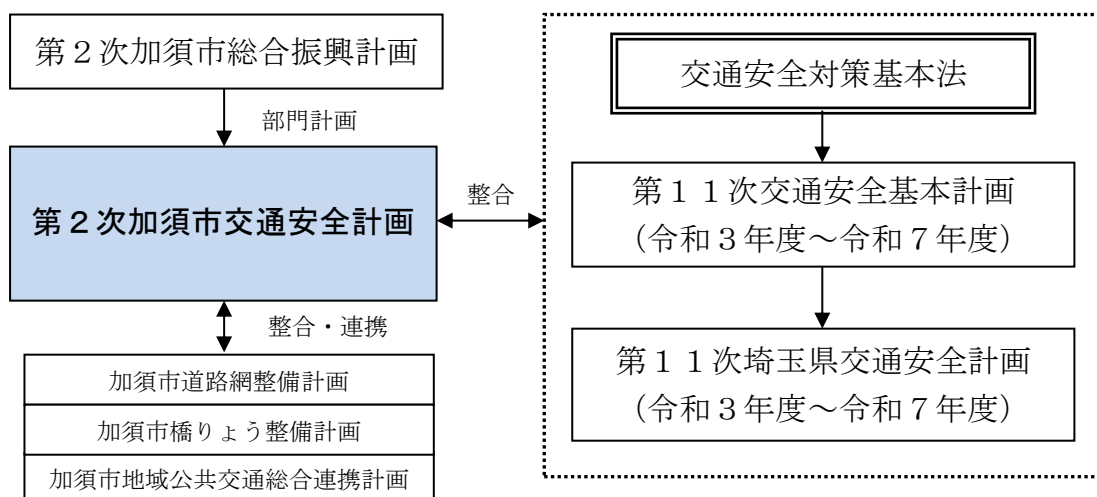 第２次加須市総合振興計画
部門計画
第２次加須市交通安全計画
整合・連携
加須市道路網整備計画
加須市橋りょう整備計画
加須市地域公共交通総合連携計画
整合
交通安全対策基本法
第１１次交通安全基本計画
（令和３年度～令和７年度）
第１１次埼玉県交通安全計画
（令和３年度～令和７年度）